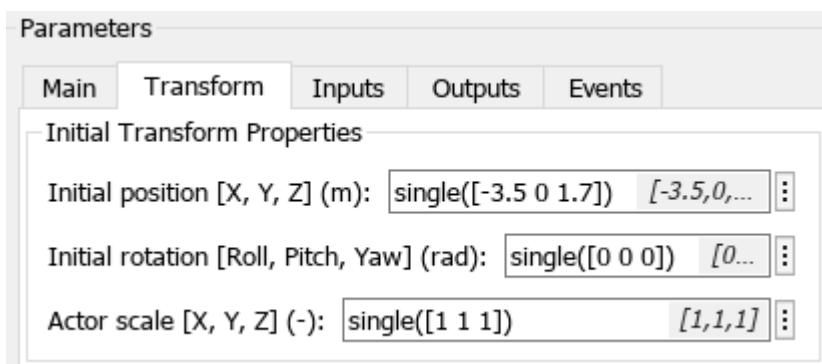 Parameters
Main Transform Inputs Outputs Events
Initial Transform Properties
Initial position [X, Y, Z] (m): single([-3.5 0 1.7]) [-3.5,0,...
Initial rotation [Roll, Pitch, Yaw] (rad): single([0 0 0]) [0...
Actor scale [X, Y, Z] (-): single([1 1 1]) [1,1,1]